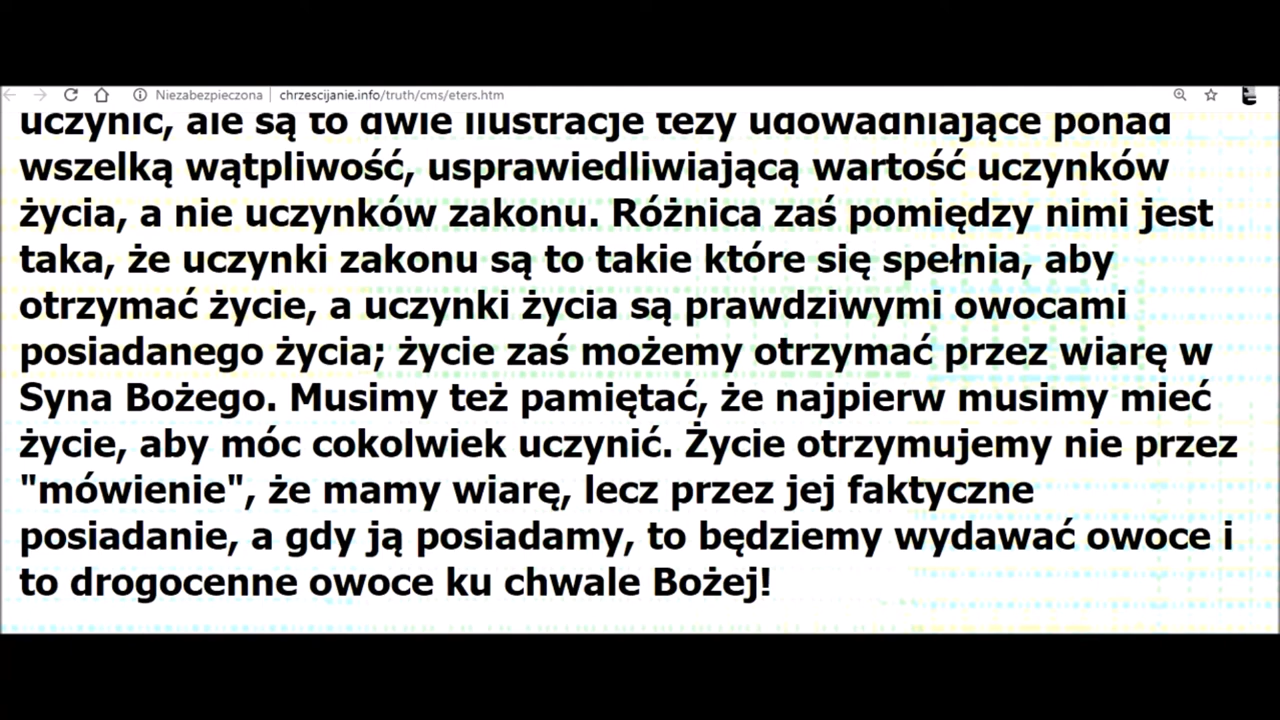 Niezabezpieczona | chrzescijanie.info/truth/cms/eters.htm
uczynić, ale są to dwie ilustracje tezy udowadniające ponad
wszelką wątpliwość, usprawiedliwiającą wartość uczynków
życia, a nie uczynków zakonu. Różnica zaś pomiędzy nimi jest
taka, że uczynki zakonu są to takie które się spełnia, aby
otrzymać życie, a uczynki życia są prawdziwymi owocami
posiadanego życia; życie zaś możemy otrzymać przez wiarę w
Syna Bożego. Musimy też pamiętać, że najpierw musimy mieć
życie, aby móc cokolwiek uczynić. Życie otrzymujemy nie przez
"mówienie", że mamy wiarę, lecz przez jej faktyczne
posiadanie, a gdy ją posiadamy, to będziemy wydawać owoce i
to drogocenne owoce ku chwale Bożej!